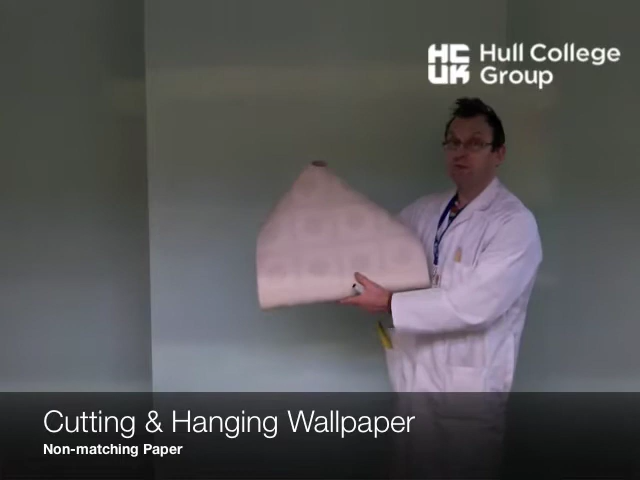 HC
UK
Hull College
Group
Cutting & Hanging Wallpaper
Non-matching Paper